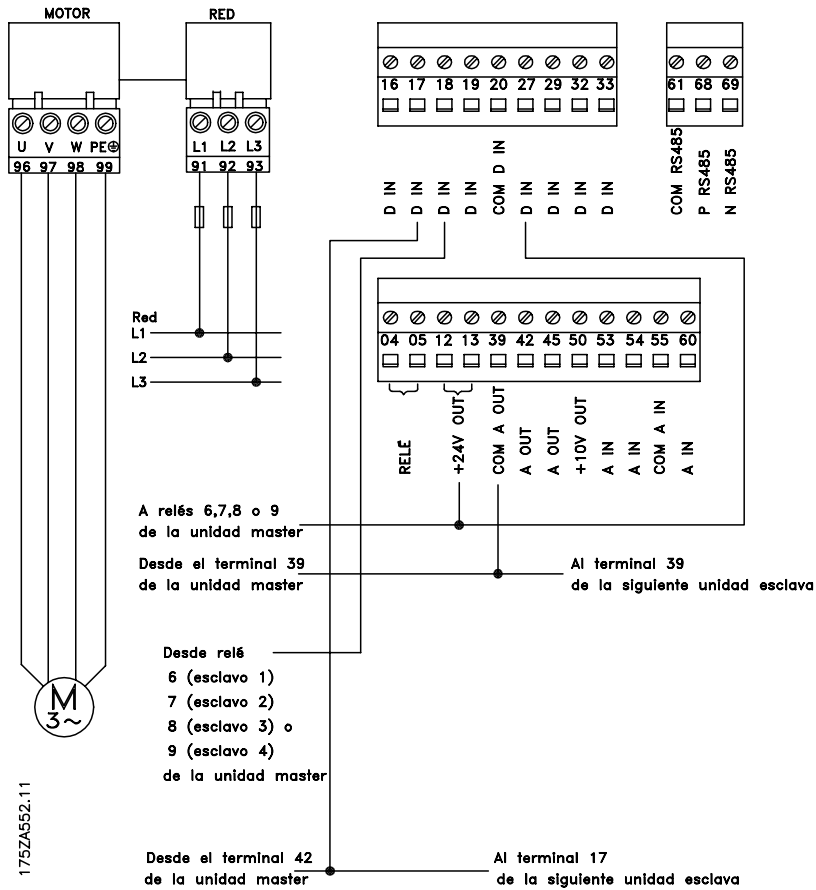 MOTOR
RED
U V W PE
96 97 98 99
L1 L2 L3
91 92 93
16 17 18 19 20 27 29 32 33
61 68 69
D IN
D IN
D IN
D IN
COM D IN
D IN
D IN
D IN
D IN
COM RS485
P RS485
N RS485
Red
L1
L2
L3
04 05 12 13 39 42 45 50 53 54 55 60
RELÉ
+24V OUT
COM A OUT
A OUT
A OUT
+10V OUT
A IN
A IN
COM A IN
A IN
A relés 6,7,8 o 9
de la unidad master
Desde el terminal 39
de la unidad master
Al terminal 39
de la siguiente unidad esclava
Desde relé
6 (esclavo 1)
7 (esclavo 2)
8 (esclavo 3) o
9 (esclavo 4)
de la unidad master
M
3~
175ZA552.11
Desde el terminal 42
de la unidad master
Al terminal 17
de la siguiente unidad esclava